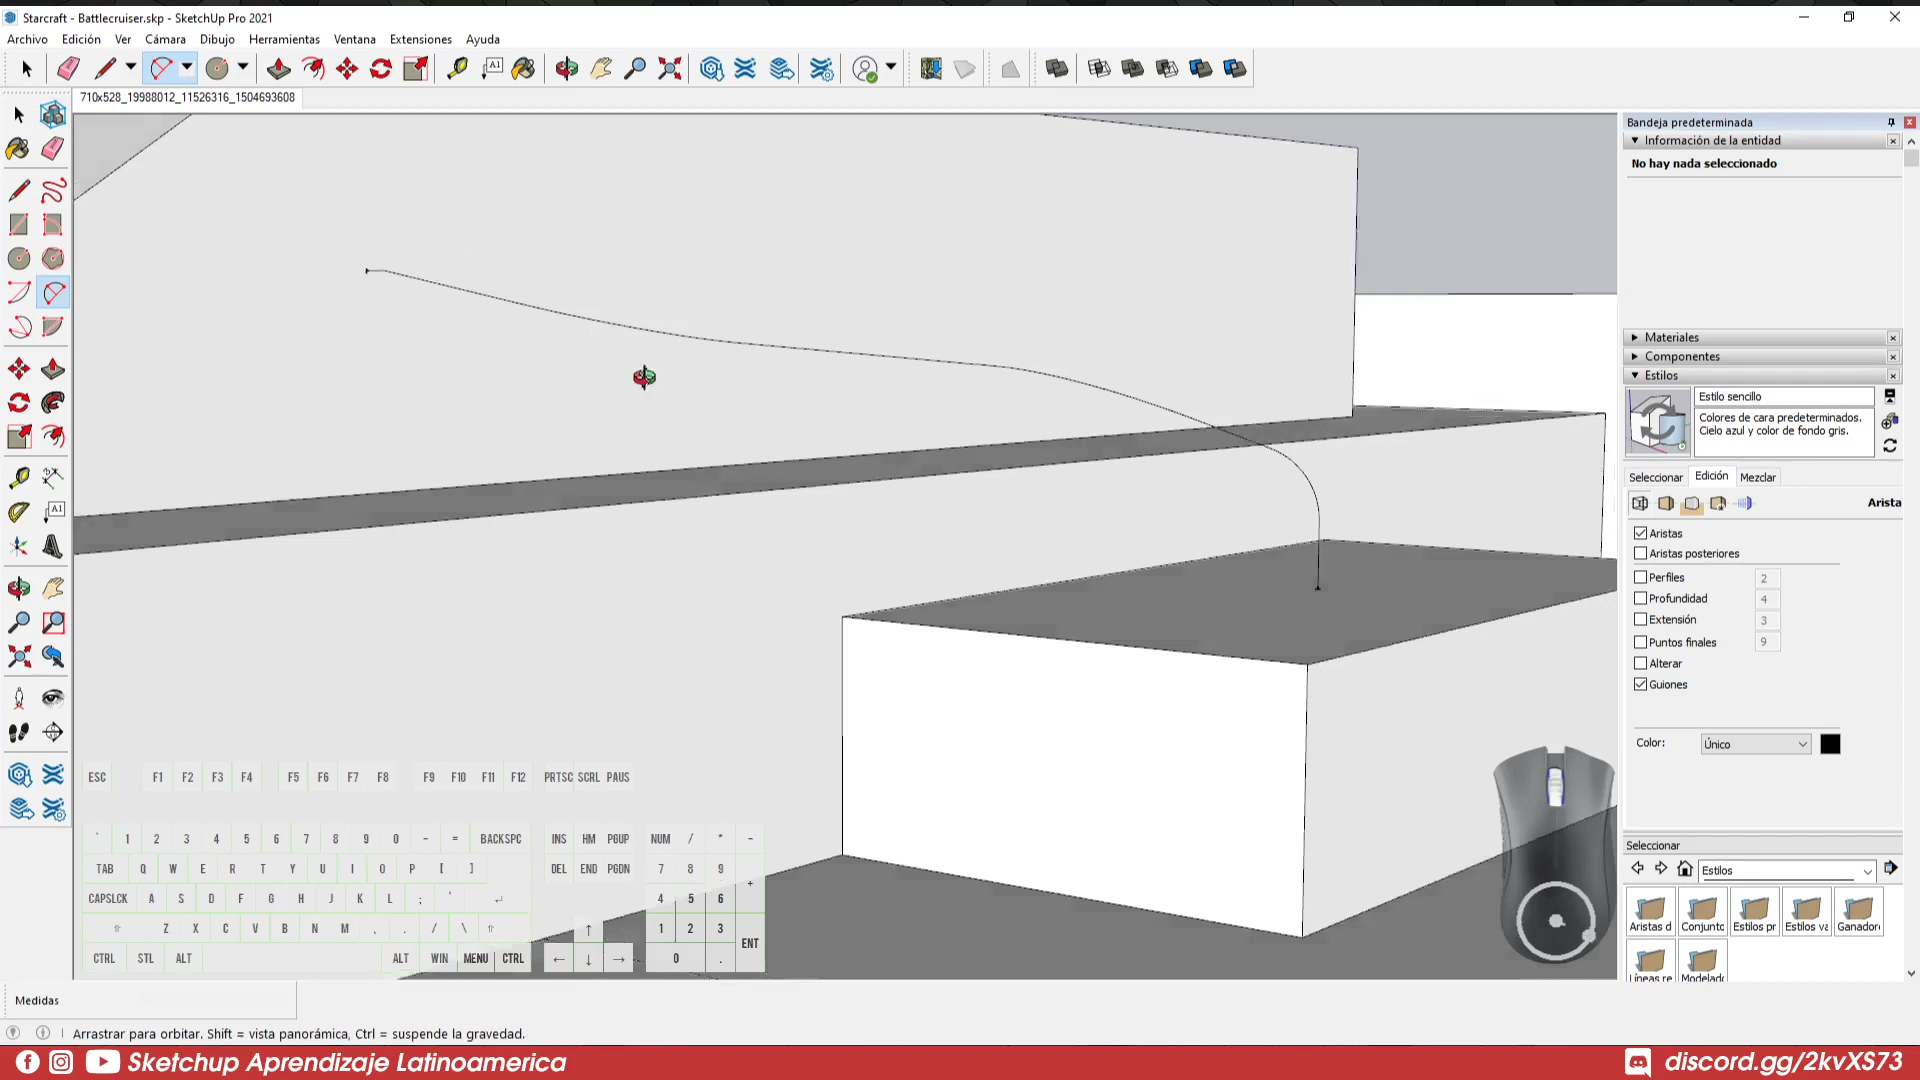 Starcraft - Battlecruiser.skp - SketchUp Pro 2021
Archivo Edición Ver Cámara Dibujo Herramientas Ventana Extensiones Ayuda
A1
710x528_19988012_11526316_1504693608
A1
Bandeja predeterminada
Información de la entidad
No hay nada seleccionado
Materiales
Componentes
Estilos
Estilo sencillo
Colores de cara predeterminados.
Cielo azul y color de fondo gris.
Seleccionar Edición Mezclar
Arista
Aristas
Aristas posteriores
Perfiles 2
Profundidad 4
Extensión 3
Puntos finales 9
Alterar
Guiones
Color: Único
Seleccionar
Estilos
Aristas d Conjunto Estilos pr Estilos va Ganador
Líneas re Modelado
ESC F1 F2 F3 F4 F5 F6 F7 F8 F9 F10 F11 F12 PRTSC SCRL PAUS
` 1 2 3 4 5 6 7 8 9 0 - = BACKSPC INS HM PGUP NUM / * -
TAB Q W E R T Y U I O P [ ] DEL END PGDN 7 8 9 +
CAPSLCK A S D F G H J K L ; ' 4 5 6
Z X C V B N M , . / \ 1 2 3 ENT
CTRL STL ALT ALT WIN MENU CTRL 0 .
Medidas
Arrastrar para orbitar. Shift = vista panorámica, Ctrl = suspende la gravedad.
Sketchup Aprendizaje Latinoamerica
discord.gg/2kvXS73